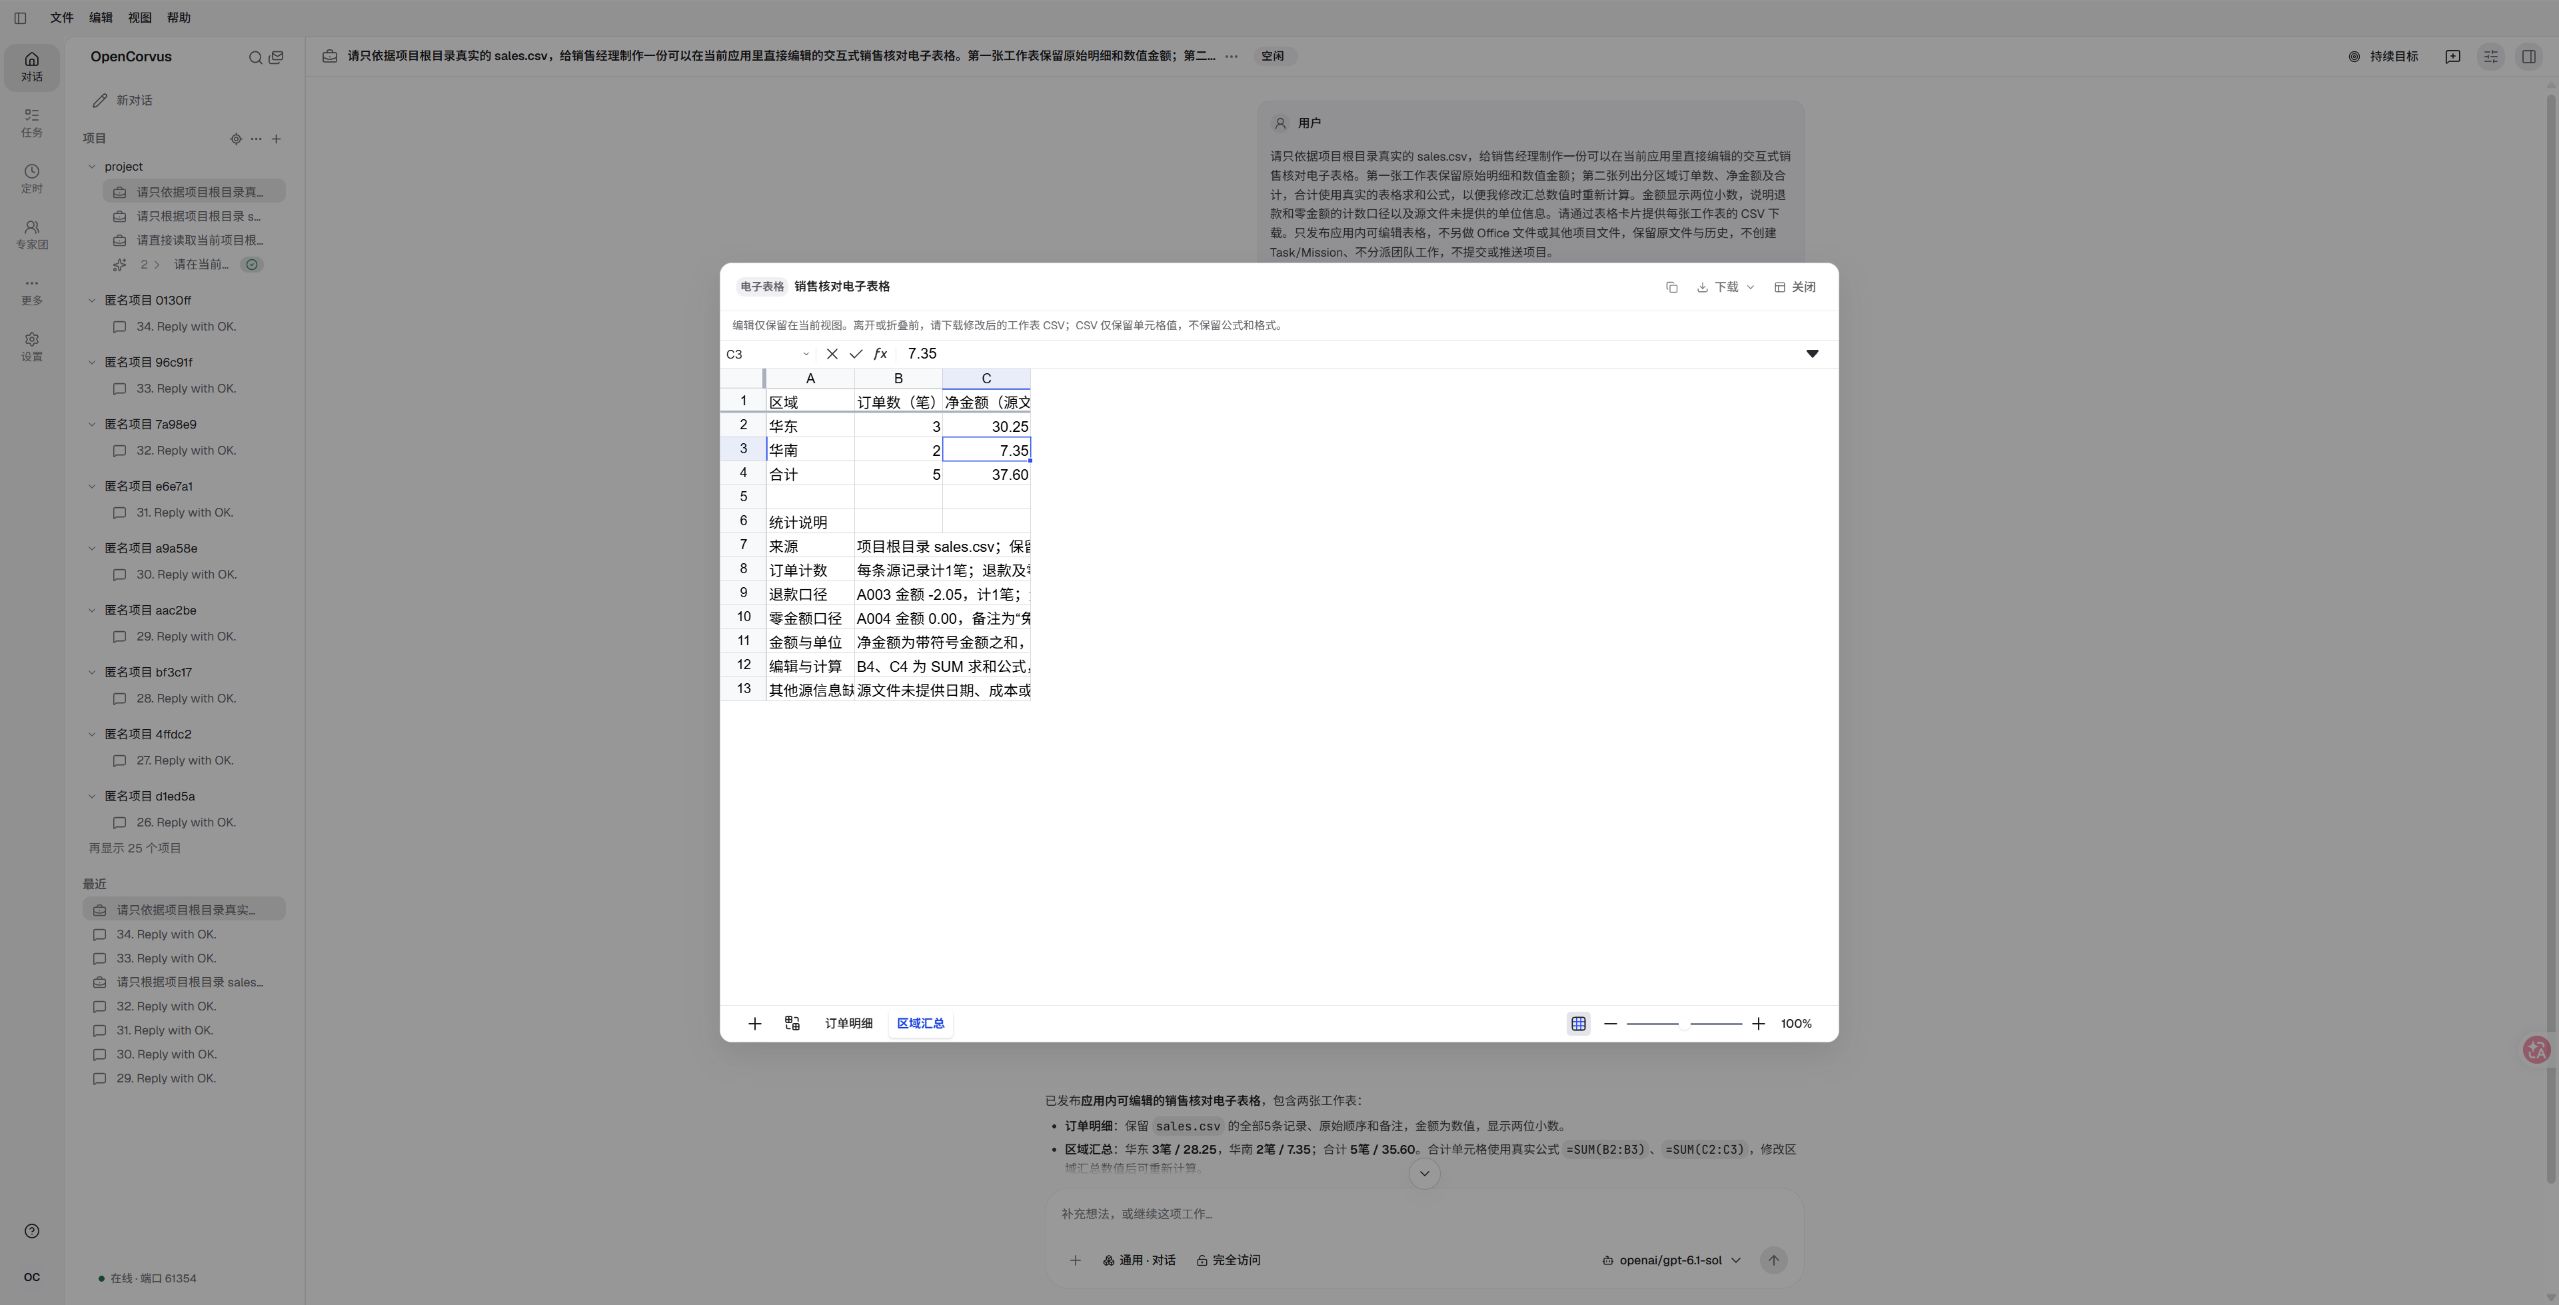 文件 编辑 视图 帮助
对话
任务
定时
专家团
更多
设置
OC
OpenCorvus
新对话
项目
project
请只依据项目根目录真...
请只根据项目根目录 s...
请直接读取当前项目根...
2 请在当前...
匿名项目 0130ff
34. Reply with OK.
匿名项目 96c91f
33. Reply with OK.
匿名项目 7a98e9
32. Reply with OK.
匿名项目 e6e7a1
31. Reply with OK.
匿名项目 a9a58e
30. Reply with OK.
匿名项目 aac2be
29. Reply with OK.
匿名项目 bf3c17
28. Reply with OK.
匿名项目 4ffdc2
27. Reply with OK.
匿名项目 d1ed5a
26. Reply with OK.
再显示 25 个项目
最近
请只依据项目根目录真实...
34. Reply with OK.
33. Reply with OK.
请只根据项目根目录 sales...
32. Reply with OK.
31. Reply with OK.
30. Reply with OK.
29. Reply with OK.
在线 · 端口 61354
请只依据项目根目录真实的 sales.csv，给销售经理制作一份可以在当前应用里直接编辑的交互式销售核对电子表格。第一张工作表保留原始明细和数值金额；第二... 空闲 持续目标
用户
请只依据项目根目录真实的 sales.csv，给销售经理制作一份可以在当前应用里直接编辑的交互式销
售核对电子表格。第一张工作表保留原始明细和数值金额；第二张列出分区域订单数、净金额及合
计，合计使用真实的表格求和公式，以便我修改汇总数值时重新计算。金额显示两位小数，说明退
款和零金额的计数口径以及源文件未提供的单位信息。请通过表格卡片提供每张工作表的 CSV 下
载。只发布应用内可编辑表格，不另做 Office 文件或其他项目文件，保留原文件与历史，不创建
Task/Mission、不分派团队工作，不提交或推送项目。
电子表格 销售核对电子表格 下载 关闭
编辑仅保留在当前视图。离开或折叠前，请下载修改后的工作表 CSV；CSV 仅保留单元格值，不保留公式和格式。
C3 fx 7.35
A B C
1 区域 订单数（笔） 净金额（源文
2 华东 3 30.25
3 华南 2 7.35
4 合计 5 37.60
5
6 统计说明
7 来源 项目根目录 sales.csv；保留
8 订单计数 每条源记录计1笔；退款及零
9 退款口径 A003 金额 -2.05，计1笔；
10 零金额口径 A004 金额 0.00，备注为“免
11 金额与单位 净金额为带符号金额之和，
12 编辑与计算 B4、C4 为 SUM 求和公式，
13 其他源信息缺 源文件未提供日期、成本或
订单明细 区域汇总 100%
已发布应用内可编辑的销售核对电子表格，包含两张工作表：
• 订单明细：保留 sales.csv 的全部5条记录、原始顺序和备注，金额为数值，显示两位小数。
• 区域汇总：华东 3笔 / 28.25，华南 2笔 / 7.35；合计 5笔 / 35.60。合计单元格使用真实公式 =SUM(B2:B3)、=SUM(C2:C3)，修改区
域汇总数值后可重新计算。
补充想法，或继续这项工作...
通用 · 对话 完全访问 openai/gpt-6.1-sol